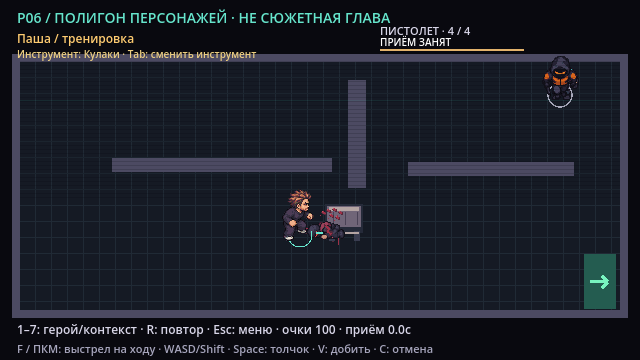 P06 / ПОЛИГОН ПЕРСОНАЖЕЙ · НЕ СЮЖЕТНАЯ ГЛАВА
Паша / тренировка
Инструмент: Кулаки · Tab: сменить инструмент
ПИСТОЛЕТ · 4 / 4
ПРИЁМ ЗАНЯТ
1–7: герой/контекст · R: повтор · Esc: меню · очки 100 · приём 0.0с
F / ПКМ: выстрел на ходу · WASD/Shift · Space: толчок · V: добить · C: отмена